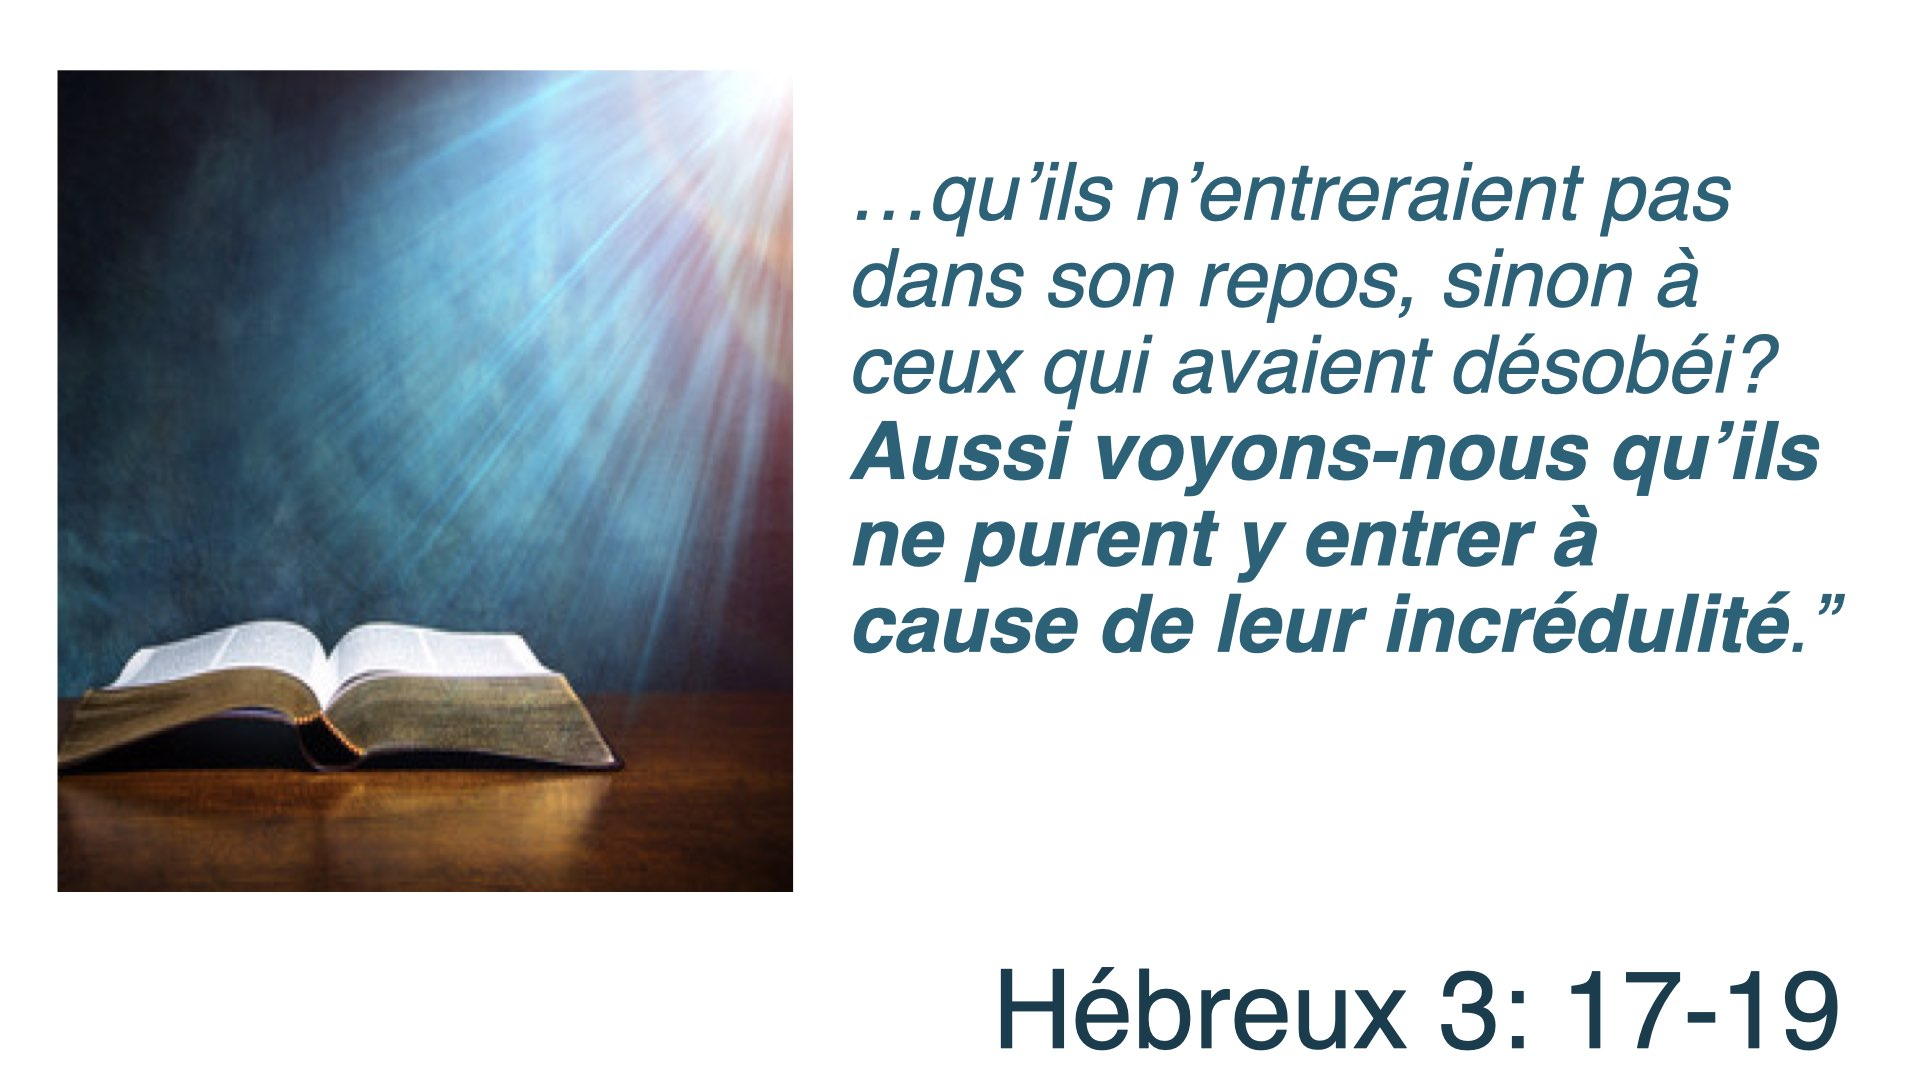 …qu’ils n’entreraient pas
dans son repos, sinon à
ceux qui avaient désobéi?
Aussi voyons-nous qu’ils
ne purent y entrer à
cause de leur incrédulité.”
Hébreux 3: 17-19